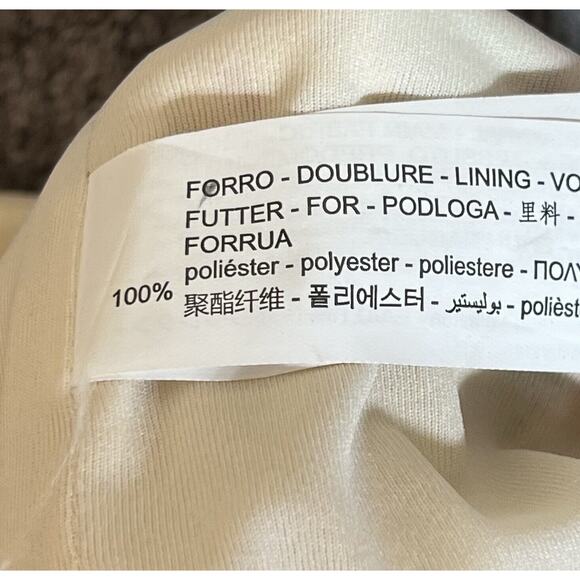 FORRO - DOUBLURE - LINING - VO
FUTTER - FOR - PODLOGA - 里料 -
FORRUA
poliéster - polyester - poliestere - ΠΟΛΥ
100% 聚酯纤维 - 폴리에스터 - بوليستير - polièst